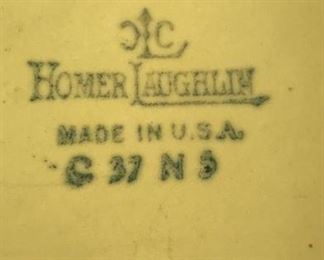 HOMER LAUGHLIN
MADE IN U.S.A.
C 37 N 5